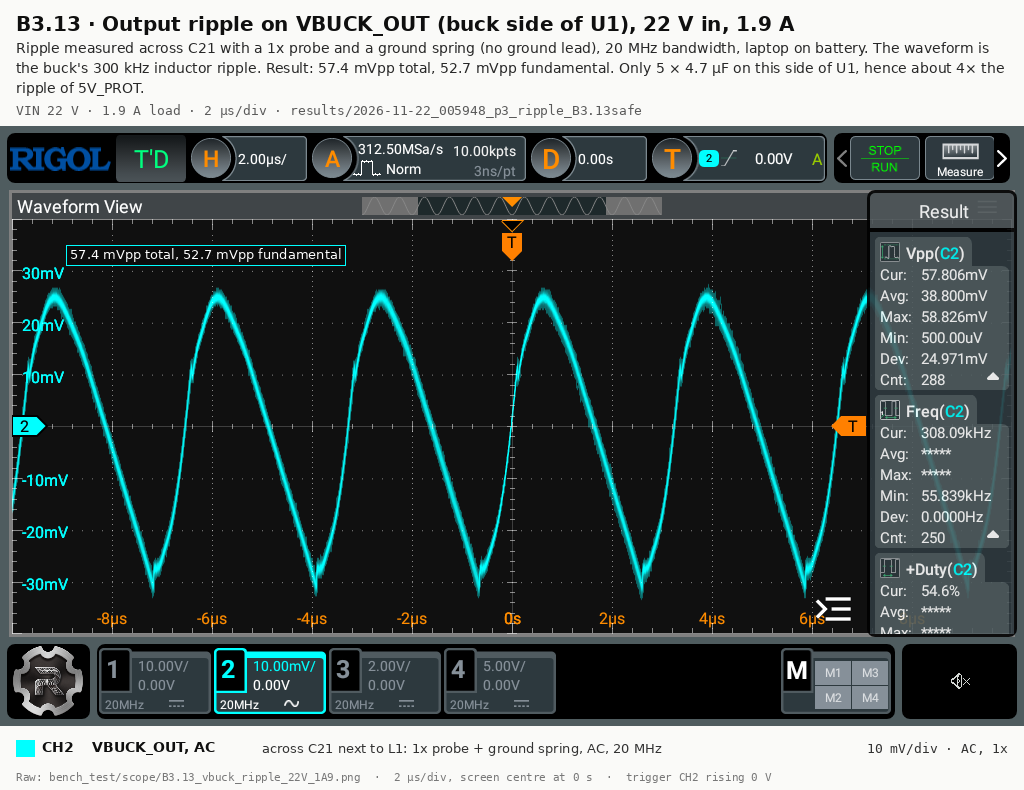 B3.13 · Output ripple on VBUCK_OUT (buck side of U1), 22 V in, 1.9 A
Ripple measured across C21 with a 1x probe and a ground spring (no ground lead), 20 MHz bandwidth, laptop on battery. The waveform is
the buck's 300 kHz inductor ripple. Result: 57.4 mVpp total, 52.7 mVpp fundamental. Only 5 × 4.7 µF on this side of U1, hence about 4× the
ripple of 5V_PROT.
VIN 22 V · 1.9 A load · 2 µs/div · results/2026-11-22_005948_p3_ripple_B3.13safe
RIGOL
T'D
H
2.00µs/
A
312.50MSa/s
10.00kpts
Norm
3ns/pt
D
0.00s
T
2
0.00V
A
STOP
RUN
Measure
Waveform View
Result
T
57.4 mVpp total, 52.7 mVpp fundamental
30mV
20mV
10mV
2
T
-10mV
-20mV
-30mV
-8µs
-6µs
-4µs
-2µs
0s
2µs
4µs
6µs
Vpp(C2)
Cur: 57.806mV
Avg: 38.800mV
Max: 58.826mV
Min: 500.00uV
Dev: 24.971mV
Cnt: 288
Freq(C2)
Cur: 308.09kHz
Avg: *****
Max: *****
Min: 55.839kHz
Dev: 0.0000Hz
Cnt: 250
+Duty(C2)
Cur: 54.6%
Avg: *****
Max: *****
1
10.00V/
0.00V
20MHz
2
10.00mV/
0.00V
20MHz
3
2.00V/
0.00V
20MHz
4
5.00V/
0.00V
20MHz
M
M1
M3
M2
M4
R
CH2 VBUCK_OUT, AC across C21 next to L1: 1x probe + ground spring, AC, 20 MHz 10 mV/div · AC, 1x
Raw: bench_test/scope/B3.13_vbuck_ripple_22V_1A9.png · 2 µs/div, screen centre at 0 s · trigger CH2 rising 0 V